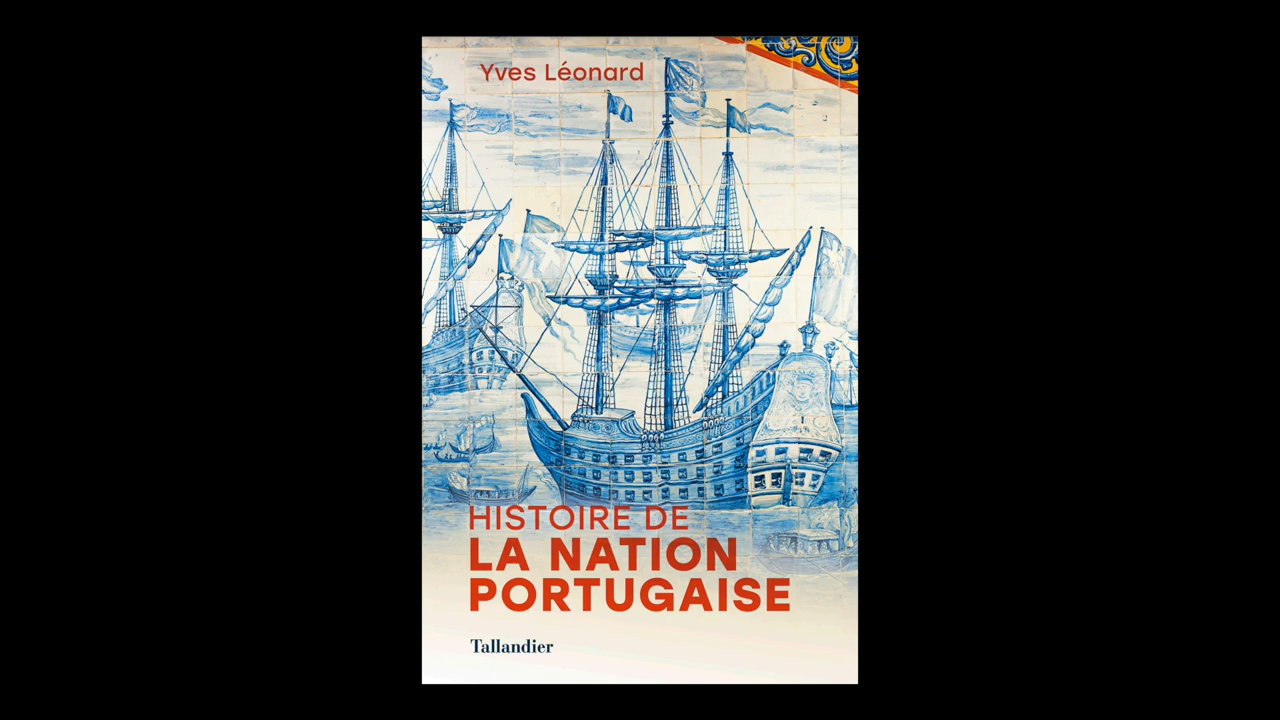 Yves Léonard
HISTOIRE DE
LA NATION
PORTUGAISE
Tallandier